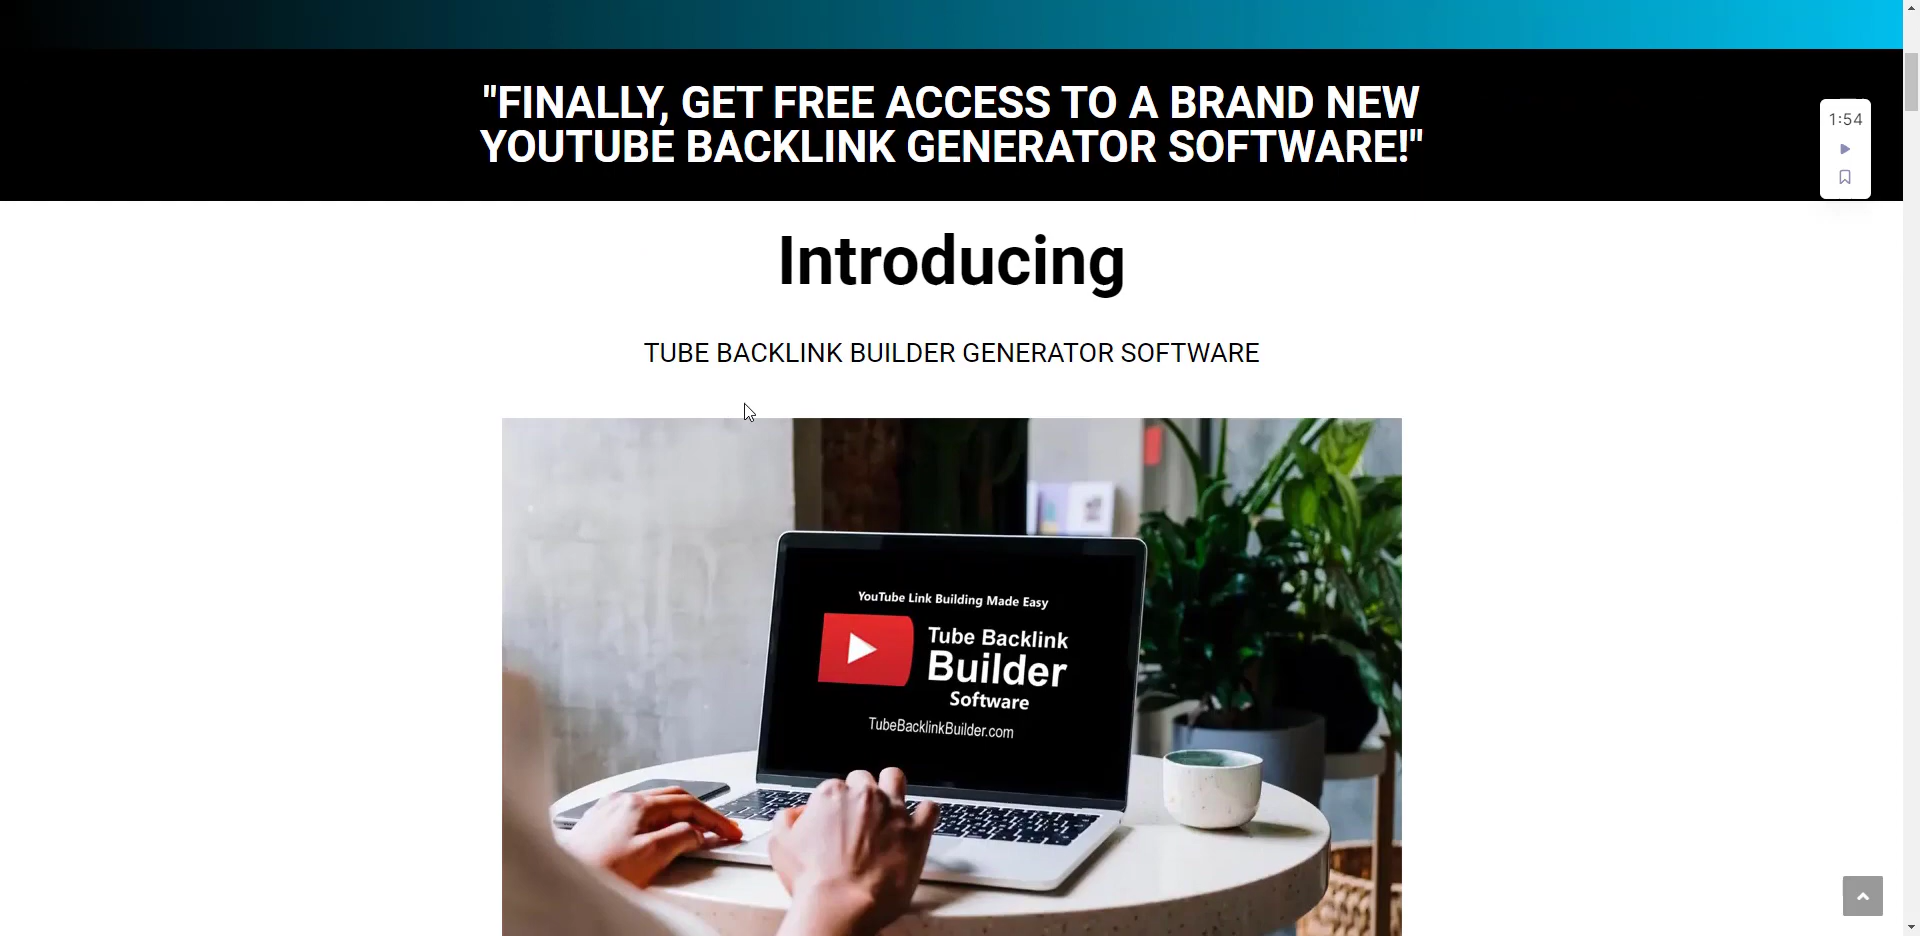 "FINALLY, GET FREE ACCESS TO A BRAND NEW
YOUTUBE BACKLINK GENERATOR SOFTWARE!"
1:54
Introducing
TUBE BACKLINK BUILDER GENERATOR SOFTWARE
YouTube Link Building Made Easy
Tube Backlink
Builder
Software
TubeBacklinkBuilder.com